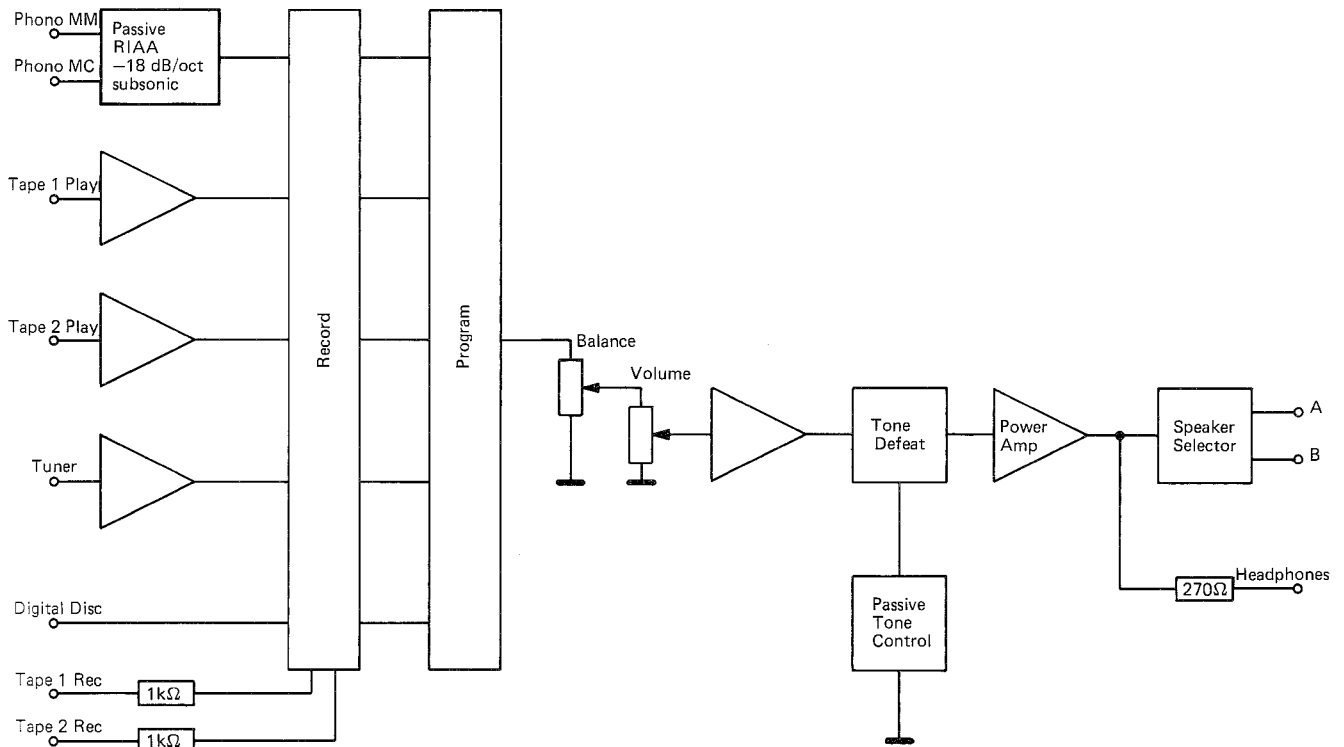 Phono MM
Phono MC
Passive
RIAA
−18 dB/oct
subsonic
Tape 1 Play
Tape 2 Play
Tuner
Digital Disc
Tape 1 Rec
1kΩ
Tape 2 Rec
1kΩ
Record
Program
Balance
Volume
Tone
Defeat
Passive
Tone
Control
Power
Amp
Speaker
Selector
A
B
270Ω
Headphones